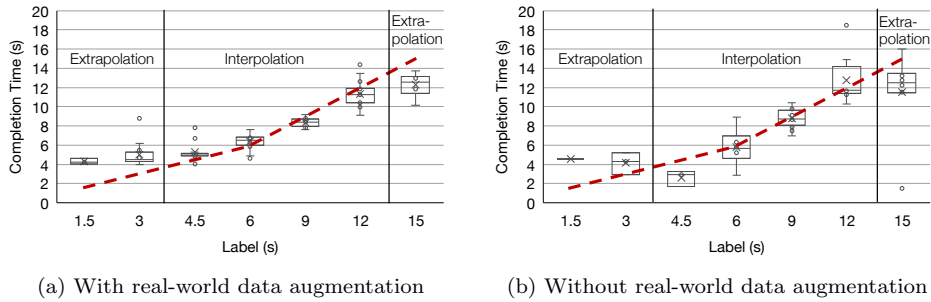 20
18
16
14
12
10
8
6
4
2
0
Completion Time (s)
Extrapolation
Interpolation
Extra-
polation
1.5 3 4.5 6 9 12 15
Label (s)
(a) With real-world data augmentation
20
18
16
14
12
10
8
6
4
2
0
Completion Time (s)
Extrapolation
Interpolation
Extra-
polation
1.5 3 4.5 6 9 12 15
Label (s)
(b) Without real-world data augmentation